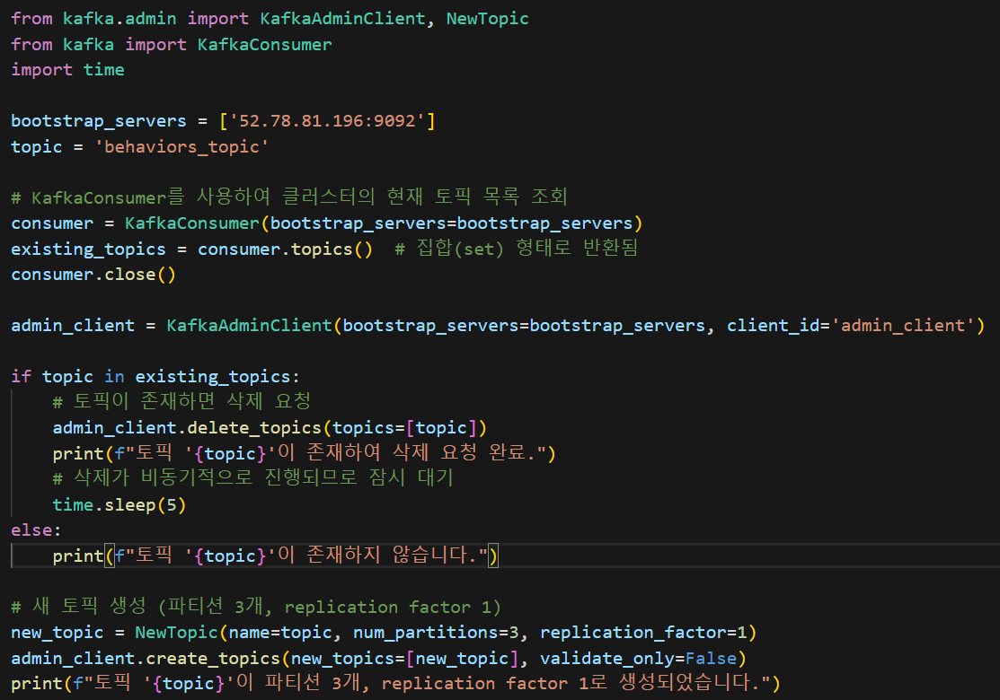 from kafka.admin import KafkaAdminClient, NewTopic
from kafka import KafkaConsumer
import time
bootstrap_servers = ['52.78.81.196:9092']
topic = 'behaviors_topic'
# KafkaConsumer를 사용하여 클러스터의 현재 토픽 목록 조회
consumer = KafkaConsumer(bootstrap_servers=bootstrap_servers)
existing_topics = consumer.topics()  # 집합(set) 형태로 반환됨
consumer.close()
admin_client = KafkaAdminClient(bootstrap_servers=bootstrap_servers, client_id='admin_client')
if topic in existing_topics:
    # 토픽이 존재하면 삭제 요청
    admin_client.delete_topics(topics=[topic])
    print(f"토픽 '{topic}'이 존재하여 삭제 요청 완료.")
    # 삭제가 비동기적으로 진행되므로 잠시 대기
    time.sleep(5)
else:
    print(f"토픽 '{topic}'이 존재하지 않습니다.")
# 새 토픽 생성 (파티션 3개, replication factor 1)
new_topic = NewTopic(name=topic, num_partitions=3, replication_factor=1)
admin_client.create_topics(new_topics=[new_topic], validate_only=False)
print(f"토픽 '{topic}'이 파티션 3개, replication factor 1로 생성되었습니다.")